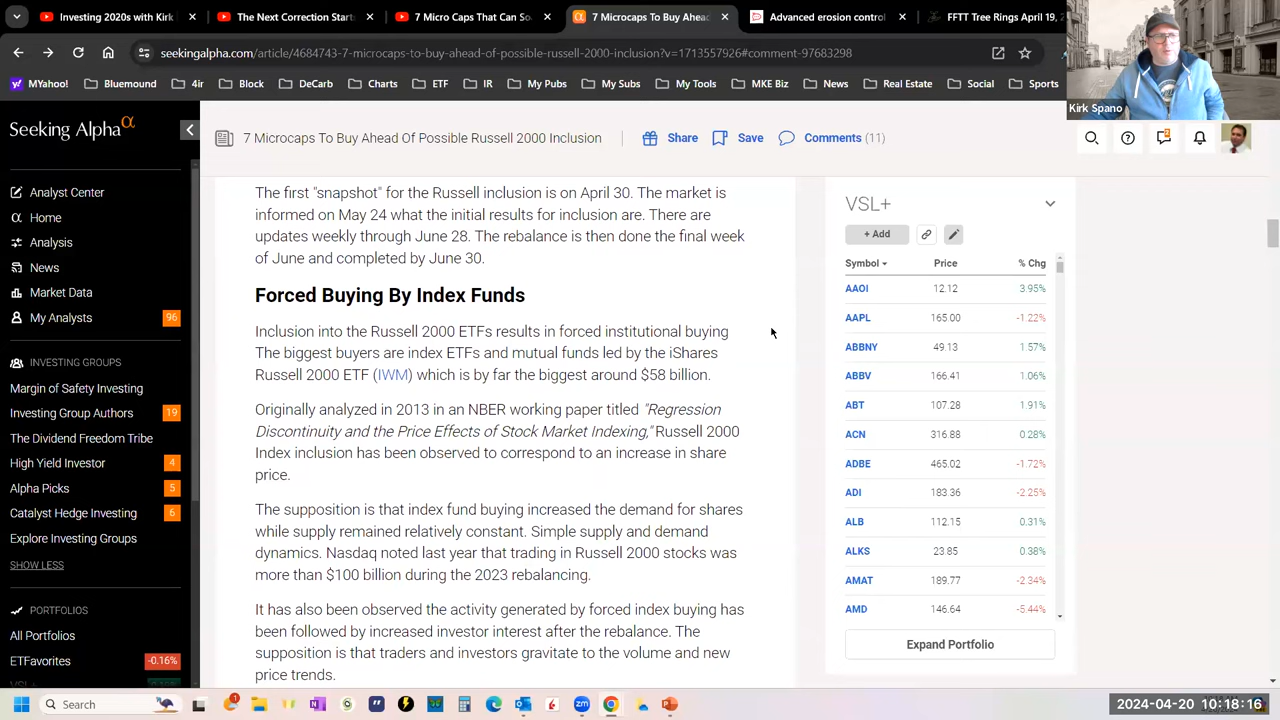 Investing 2020s with Kirk
The Next Correction Start
7 Micro Caps That Can So
7 Microcaps To Buy Ahead
Advanced erosion control
FFTT Tree Rings April 19, 2
seekingalpha.com/article/4684743-7-microcaps-to-buy-ahead-of-possible-russell-2000-inclusion?v=1713557926#comment-97683298
MYahoo!
Bluemound
4ir
Block
DeCarb
Charts
ETF
IR
My Pubs
My Subs
My Tools
MKE Biz
News
Real Estate
Social
Sports
Kirk Spano
Seeking Alpha α
7 Microcaps To Buy Ahead Of Possible Russell 2000 Inclusion
Share
Save
Comments (11)
2
Analyst Center
Home
Analysis
News
Market Data
My Analysts 96
INVESTING GROUPS
Margin of Safety Investing
Investing Group Authors 19
The Dividend Freedom Tribe
High Yield Investor 4
Alpha Picks 5
Catalyst Hedge Investing 6
Explore Investing Groups
SHOW LESS
PORTFOLIOS
All Portfolios
ETFavorites -0.16%
VSL+
The first "snapshot" for the Russell inclusion is on April 30. The market is
informed on May 24 what the initial results for inclusion are. There are
updates weekly through June 28. The rebalance is then done the final week
of June and completed by June 30.
Forced Buying By Index Funds
Inclusion into the Russell 2000 ETFs results in forced institutional buying
The biggest buyers are index ETFs and mutual funds led by the iShares
Russell 2000 ETF (IWM) which is by far the biggest around $58 billion.
Originally analyzed in 2013 in an NBER working paper titled "Regression
Discontinuity and the Price Effects of Stock Market Indexing," Russell 2000
Index inclusion has been observed to correspond to an increase in share
price.
The supposition is that index fund buying increased the demand for shares
while supply remained relatively constant. Simple supply and demand
dynamics. Nasdaq noted last year that trading in Russell 2000 stocks was
more than $100 billion during the 2023 rebalancing.
It has also been observed the activity generated by forced index buying has
been followed by increased investor interest after the rebalance. The
supposition is that traders and investors gravitate to the volume and new
price trends.
VSL+
+ Add
Symbol Price % Chg
AAOI 12.12 3.95%
AAPL 165.00 -1.22%
ABBNY 49.13 1.57%
ABBV 166.41 1.06%
ABT 107.28 1.91%
ACN 316.88 0.28%
ADBE 465.02 -1.72%
ADI 183.36 -2.25%
ALB 112.15 0.31%
ALKS 23.85 0.38%
AMAT 189.77 -2.34%
AMD 146.64 -5.44%
Expand Portfolio
Search
2024-04-20 10:18:16